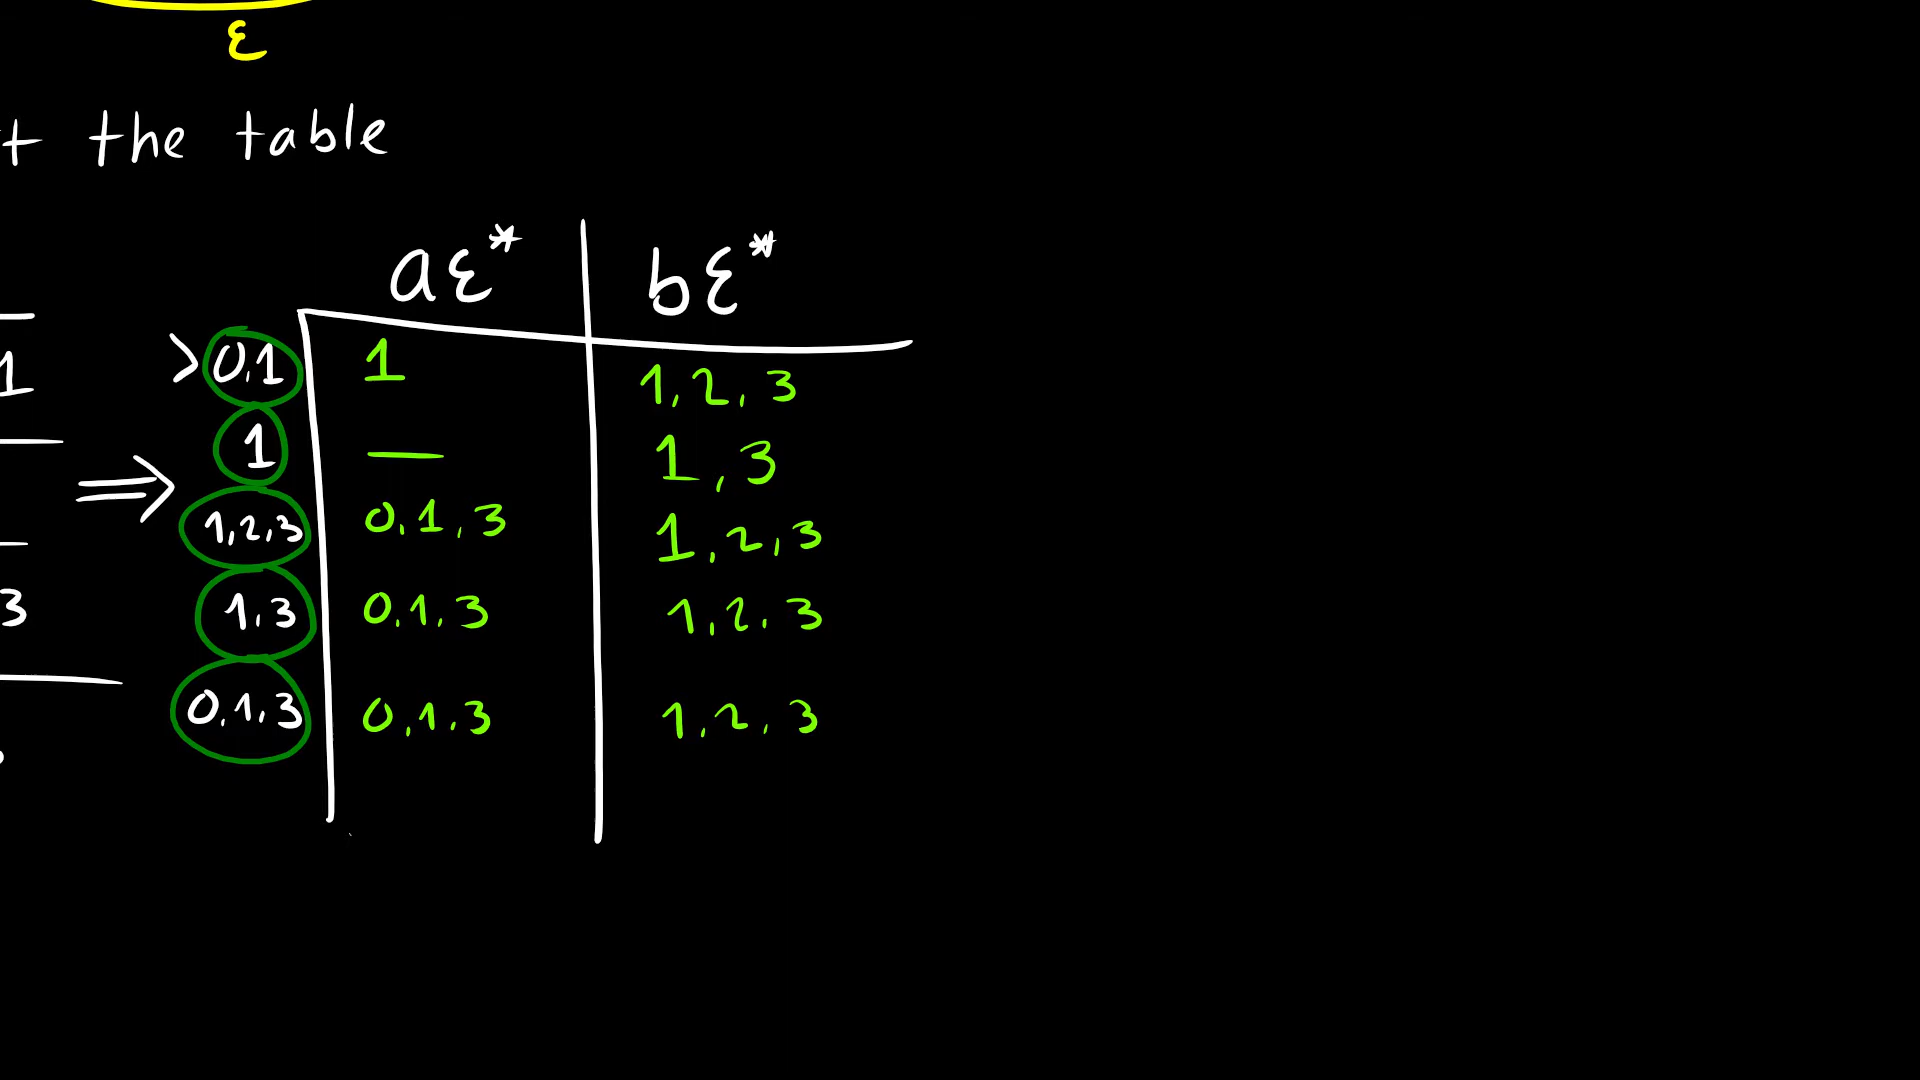 ε
t the table
aε* bε*
1 >0,1 1 1,2,3
1 — 1,3
⇒ 1,2,3 0,1,3 1,2,3
3 1,3 0,1,3 1,2,3
0,1,3 0,1,3 1,2,3